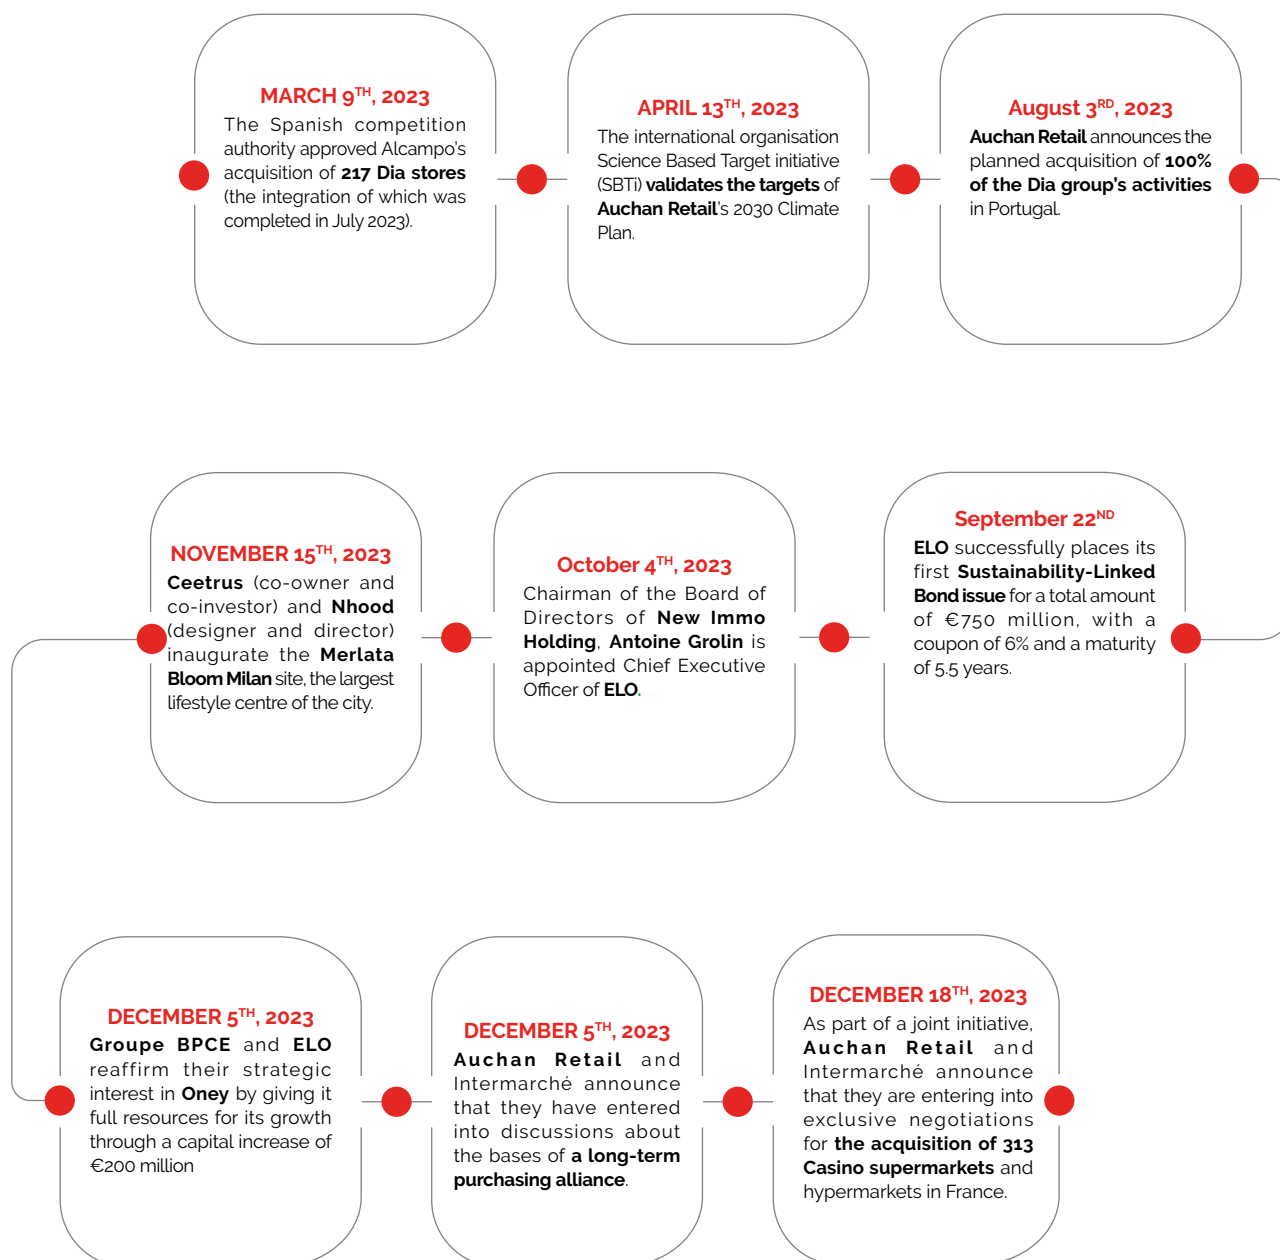 MARCH 9TH, 2023
The Spanish competition
authority approved Alcampo's
acquisition of 217 Dia stores
(the integration of which was
completed in July 2023).
APRIL 13TH, 2023
The international organisation
Science Based Target initiative
(SBTi) validates the targets of
Auchan Retail's 2030 Climate
Plan.
August 3RD, 2023
Auchan Retail announces the
planned acquisition of 100%
of the Dia group's activities
in Portugal.
September 22ND
ELO successfully places its
first Sustainability-Linked
Bond issue for a total amount
of €750 million, with a
coupon of 6% and a maturity
of 5.5 years.
October 4TH, 2023
Chairman of the Board of
Directors of New Immo
Holding, Antoine Grolin is
appointed Chief Executive
Officer of ELO.
NOVEMBER 15TH, 2023
Ceetrus (co-owner and
co-investor) and Nhood
(designer and director)
inaugurate the Merlata
Bloom Milan site, the largest
lifestyle centre of the city.
DECEMBER 5TH, 2023
Groupe BPCE and ELO
reaffirm their strategic
interest in Oney by giving it
full resources for its growth
through a capital increase of
€200 million
DECEMBER 5TH, 2023
Auchan Retail and
Intermarché announce
that they have entered
into discussions about
the bases of a long-term
purchasing alliance.
DECEMBER 18TH, 2023
As part of a joint initiative,
Auchan Retail and
Intermarché announce
that they are entering into
exclusive negotiations
for the acquisition of 313
Casino supermarkets and
hypermarkets in France.